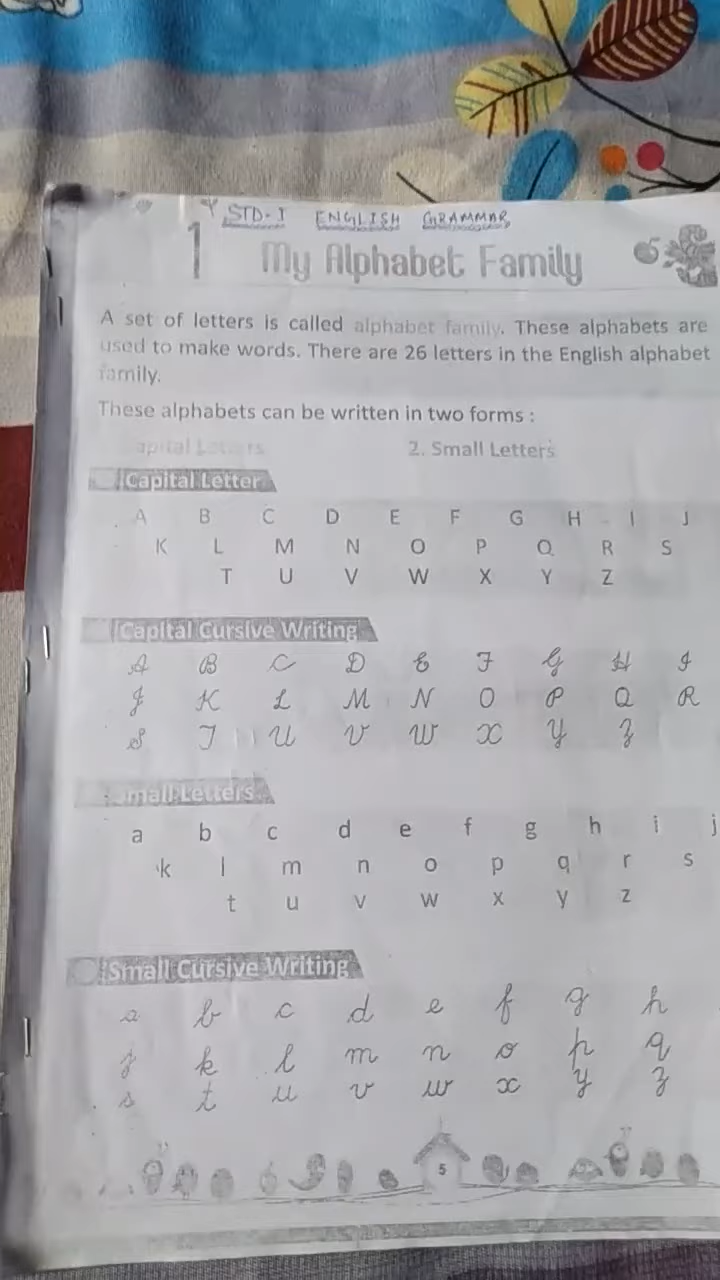 STD-I ENGLISH GRAMMAR
1 My Alphabet Family
A set of letters is called alphabet family. These alphabets are
used to make words. There are 26 letters in the English alphabet
family.
These alphabets can be written in two forms :
Capital Letters 2. Small Letters
Capital Letter
A B C D E F G H I J
K L M N O P Q R S
T U V W X Y Z
Capital Cursive Writing
A B C D E F G H I
J K L M N O P Q R
S T U V W X Y Z
Small Letters
a b c d e f g h i j
k l m n o p q r s
t u v w x y z
Small Cursive Writing
a b c d e f g h
j k l m n o p q
s t u v w x y z
5